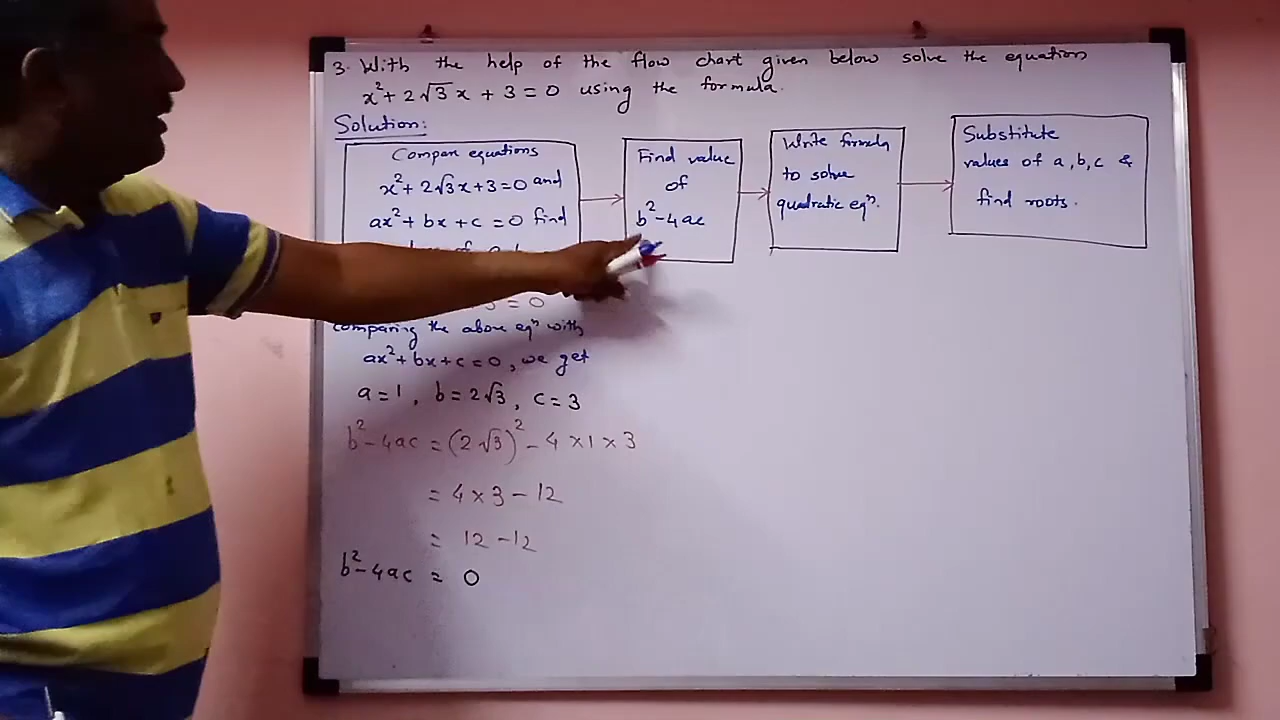 3. With the help of the flow chart given below solve the equation
x² + 2√3 x + 3 = 0 using the formula.
Solution:
Compare equations
x² + 2√3x + 3 = 0 and
ax² + bx + c = 0 find
Find value
of
b² - 4ac
Write formula
to solve
quadratic eqⁿ.
Substitute
values of a, b, c &
find roots.
3 = 0
Comparing the above eqⁿ with
ax² + bx + c = 0, we get
a = 1, b = 2√3, c = 3
b² - 4ac = (2√3)² - 4 × 1 × 3
= 4 × 3 - 12
= 12 - 12
b² - 4ac = 0